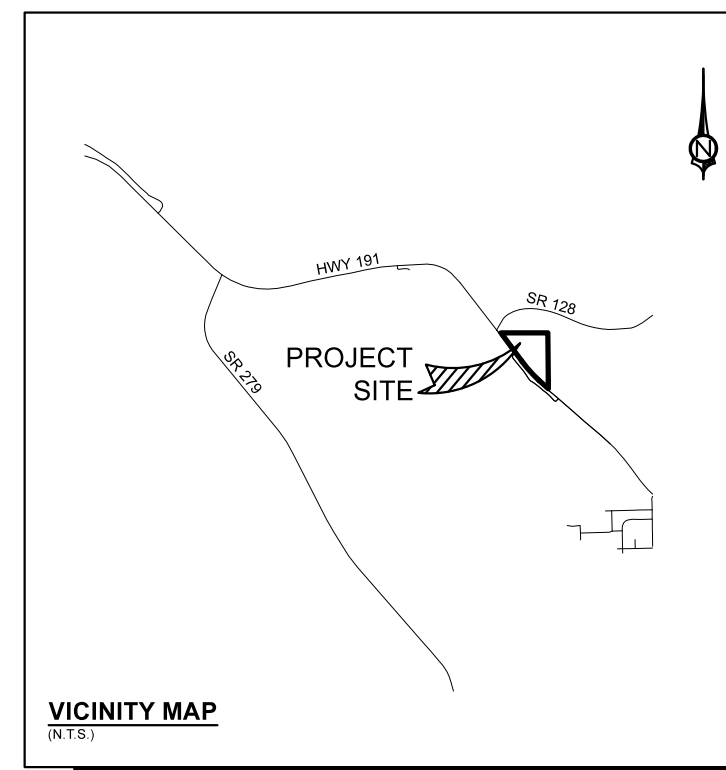 N
HWY 191
SR 128
PROJECT
SITE
SR 279
VICINITY MAP
(N.T.S.)